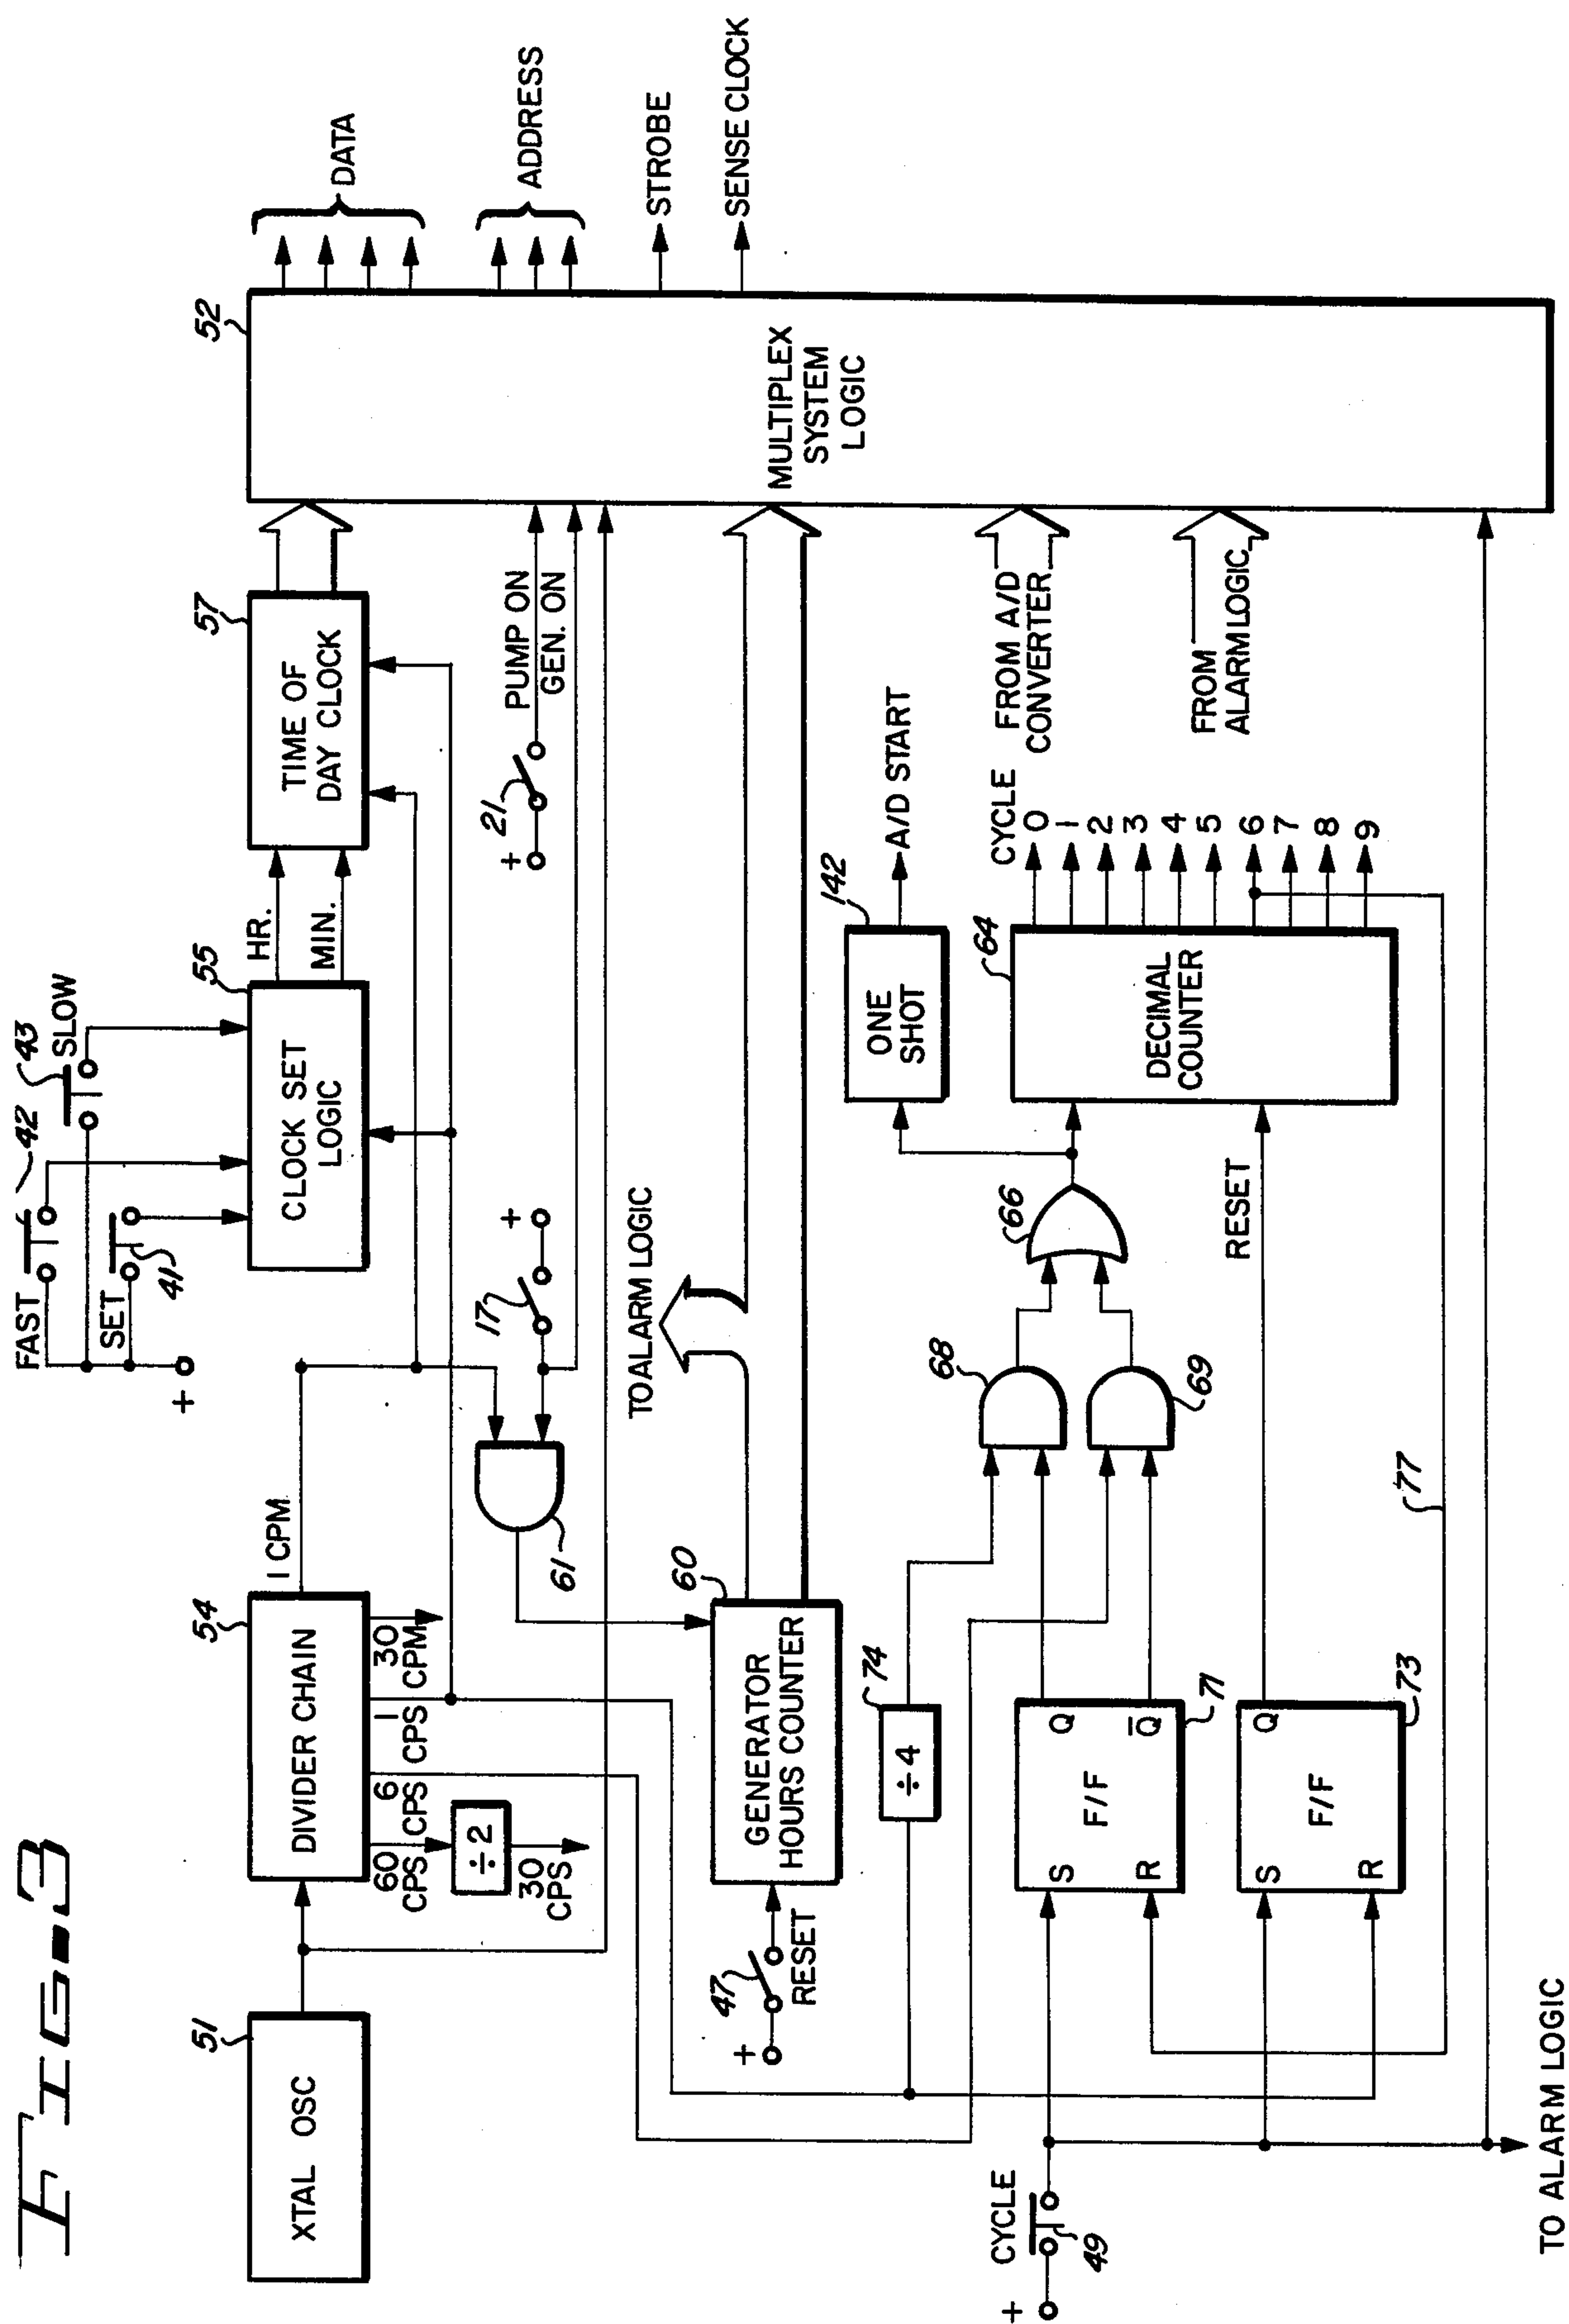 FIG-3
FAST
42
43
SLOW
SET
41
+
51
XTAL OSC
54
DIVIDER CHAIN
1 CPM
60
CPS
6
CPS
1
CPS
30
CPM
÷2
30
CPS
55
CLOCK SET
LOGIC
HR.
MIN.
57
TIME OF
DAY CLOCK
52
MULTIPLEX
SYSTEM
LOGIC
DATA
ADDRESS
STROBE
SENSE CLOCK
61
17
+
+
21
PUMP ON
GEN. ON
TO ALARM LOGIC
+
47
RESET
60
GENERATOR
HOURS COUNTER
74
÷4
68
69
66
142
ONE
SHOT
A/D START
64
DECIMAL
COUNTER
RESET
CYCLE
0
1
2
3
4
5
6
7
8
9
FROM A/D
CONVERTER
FROM
ALARM LOGIC
+
CYCLE
49
S
R
F/F
Q
Q̅
71
S
R
F/F
Q
73
77
TO ALARM LOGIC